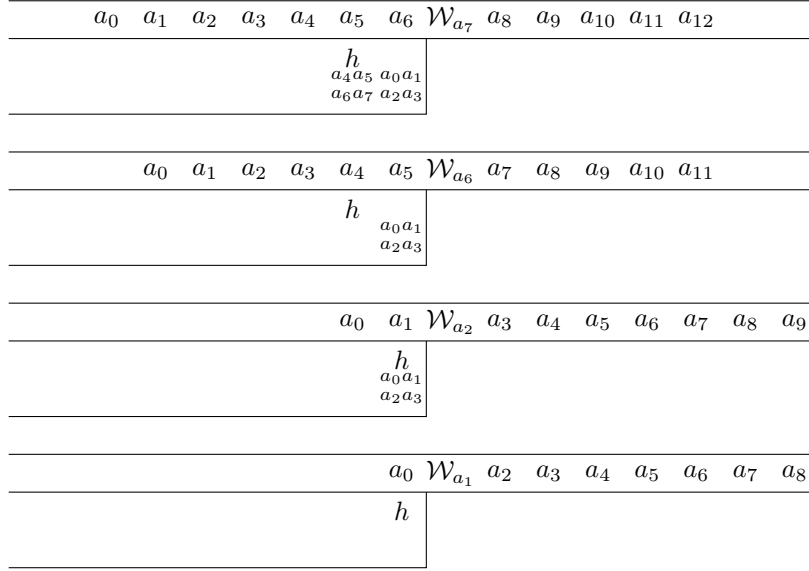 a₀ a₁ a₂ a₃ a₄ a₅ a₆ 𝒲ₐ₇ a₈ a₉ a₁₀ a₁₁ a₁₂
h
a₄a₅ a₀a₁
a₆a₇ a₂a₃
a₀ a₁ a₂ a₃ a₄ a₅ 𝒲ₐ₆ a₇ a₈ a₉ a₁₀ a₁₁
h
a₀a₁
a₂a₃
a₀ a₁ 𝒲ₐ₂ a₃ a₄ a₅ a₆ a₇ a₈ a₉
h
a₀a₁
a₂a₃
a₀ 𝒲ₐ₁ a₂ a₃ a₄ a₅ a₆ a₇ a₈
h